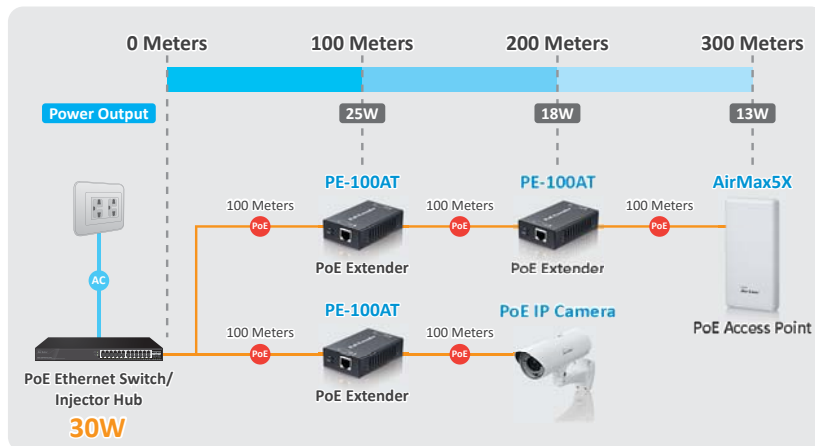 0 Meters
100 Meters
200 Meters
300 Meters
Power Output
25W
18W
13W
PE-100AT
PE-100AT
AirMax5X
100 Meters
100 Meters
100 Meters
PoE
PoE
PoE
PoE Extender
PoE Extender
AC
PE-100AT
PoE IP Camera
PoE Access Point
100 Meters
100 Meters
PoE
PoE
PoE Extender
PoE Ethernet Switch/
Injector Hub
30W